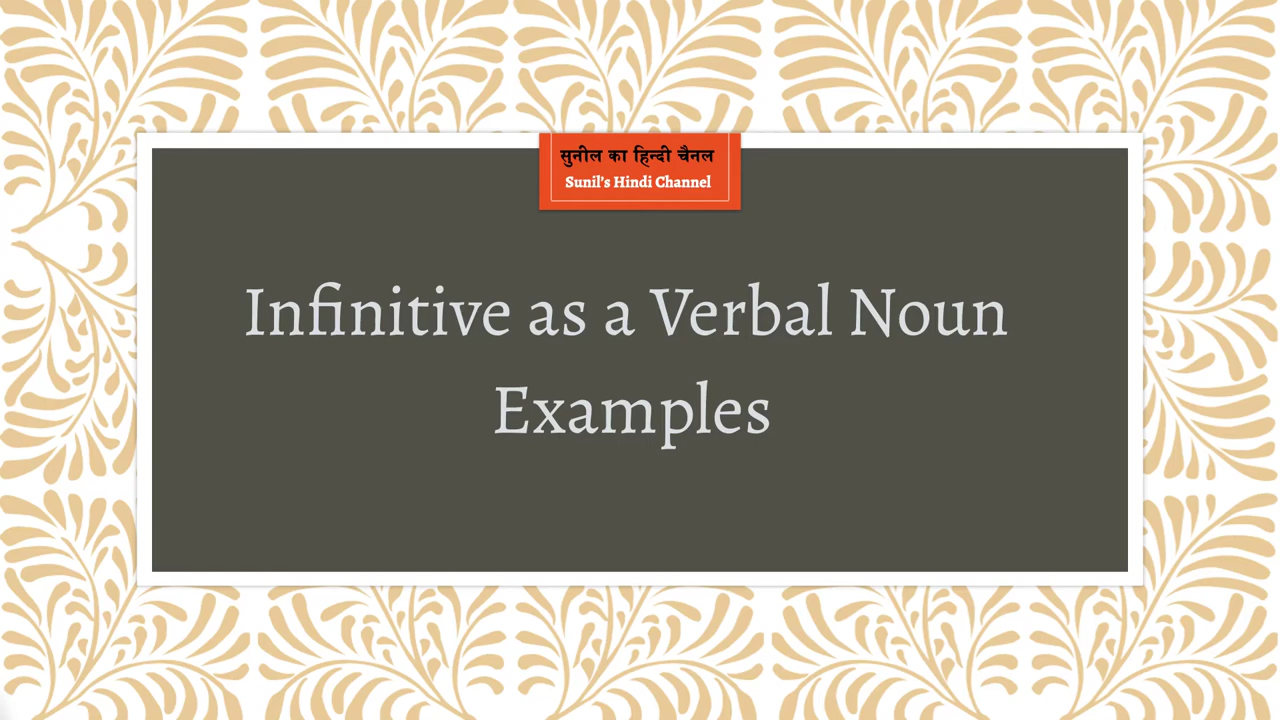 सुनील का हिन्दी चैनल
Sunil's Hindi Channel
Infinitive as a Verbal Noun
Examples